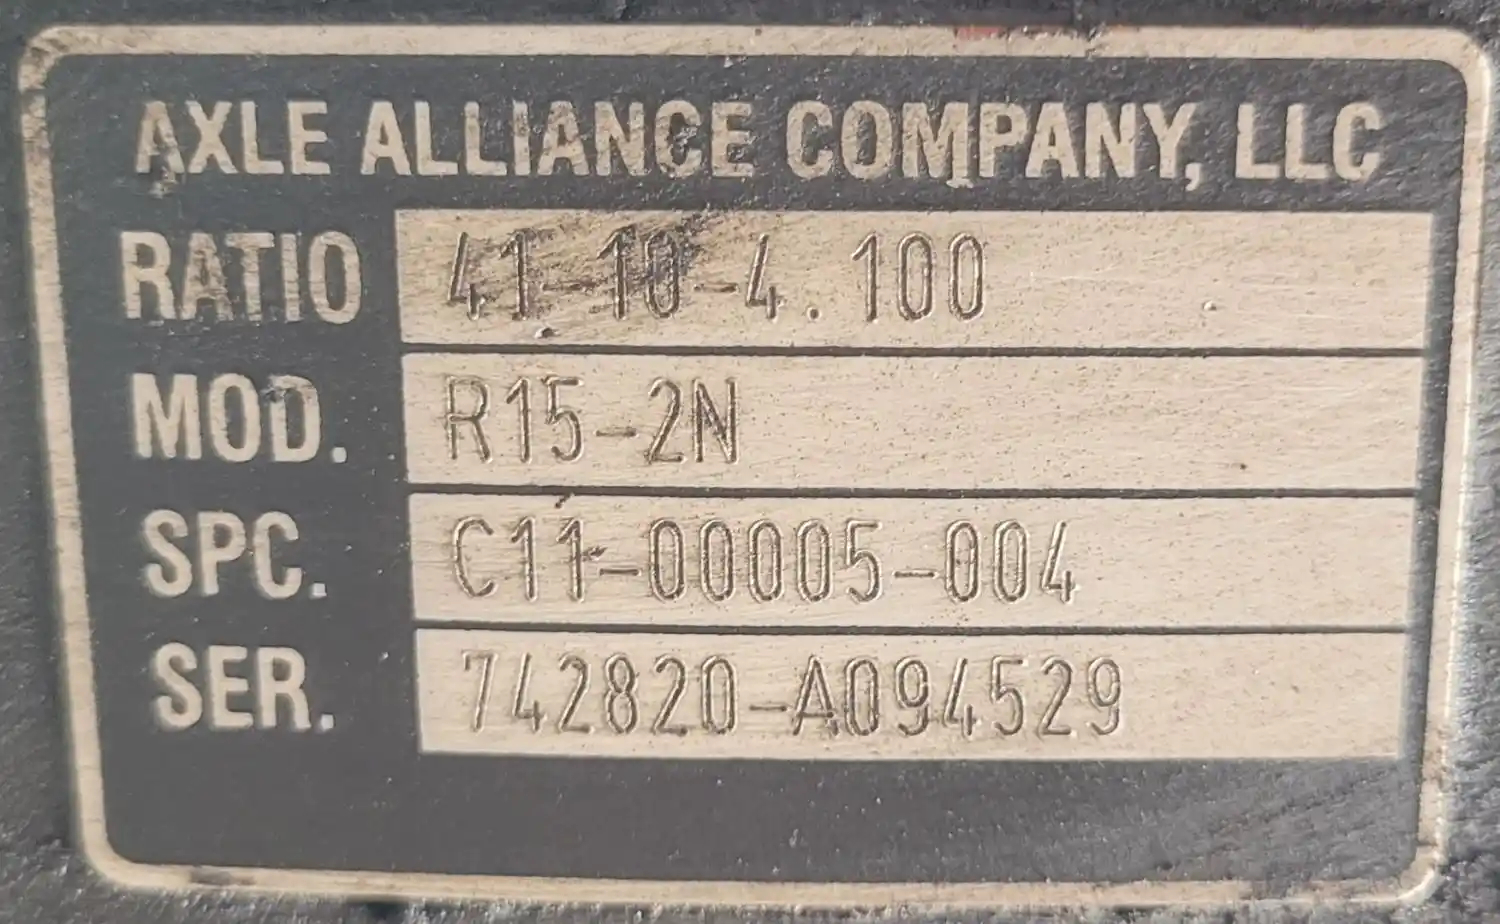 AXLE ALLIANCE COMPANY, LLC
RATIO 41-10-4.100
MOD. R15-2N
SPC. C11-00005-004
SER. 742820-A094529